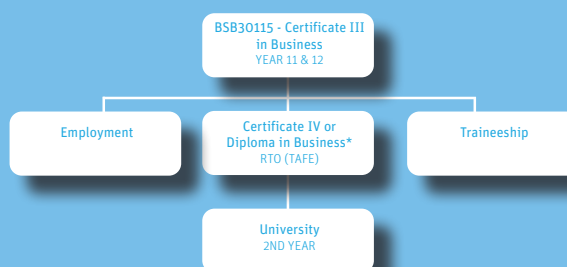 BSB30115 - Certificate III
in Business
YEAR 11 & 12
Employment
Certificate IV or
Diploma in Business*
RTO (TAFE)
Traineeship
University
2ND YEAR